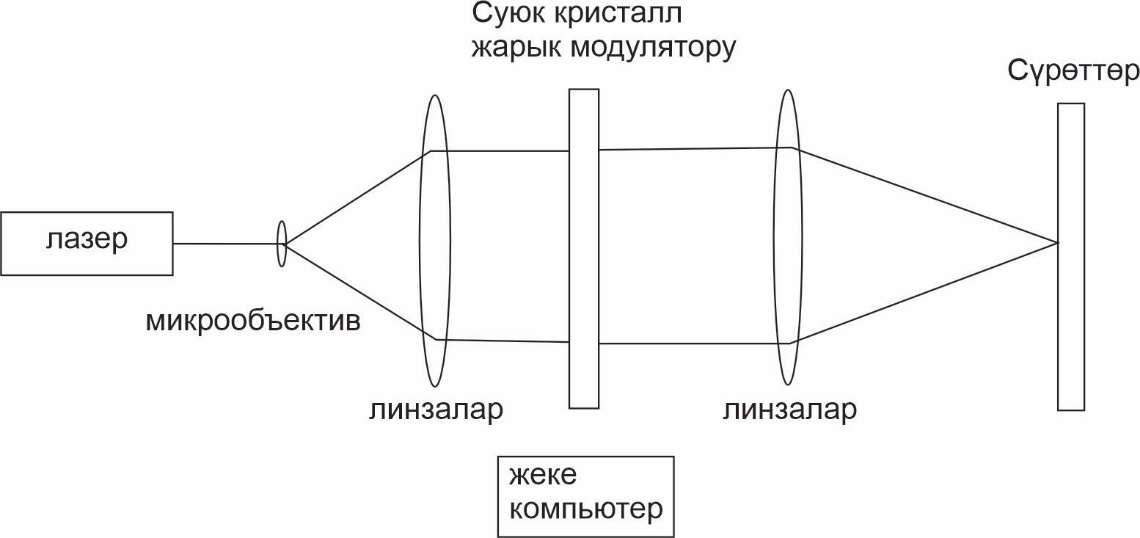 Суюк кристалл
жарык модулятору
Сүрөттөр
лазер
микрообъектив
линзалар
линзалар
жеке
компьютер